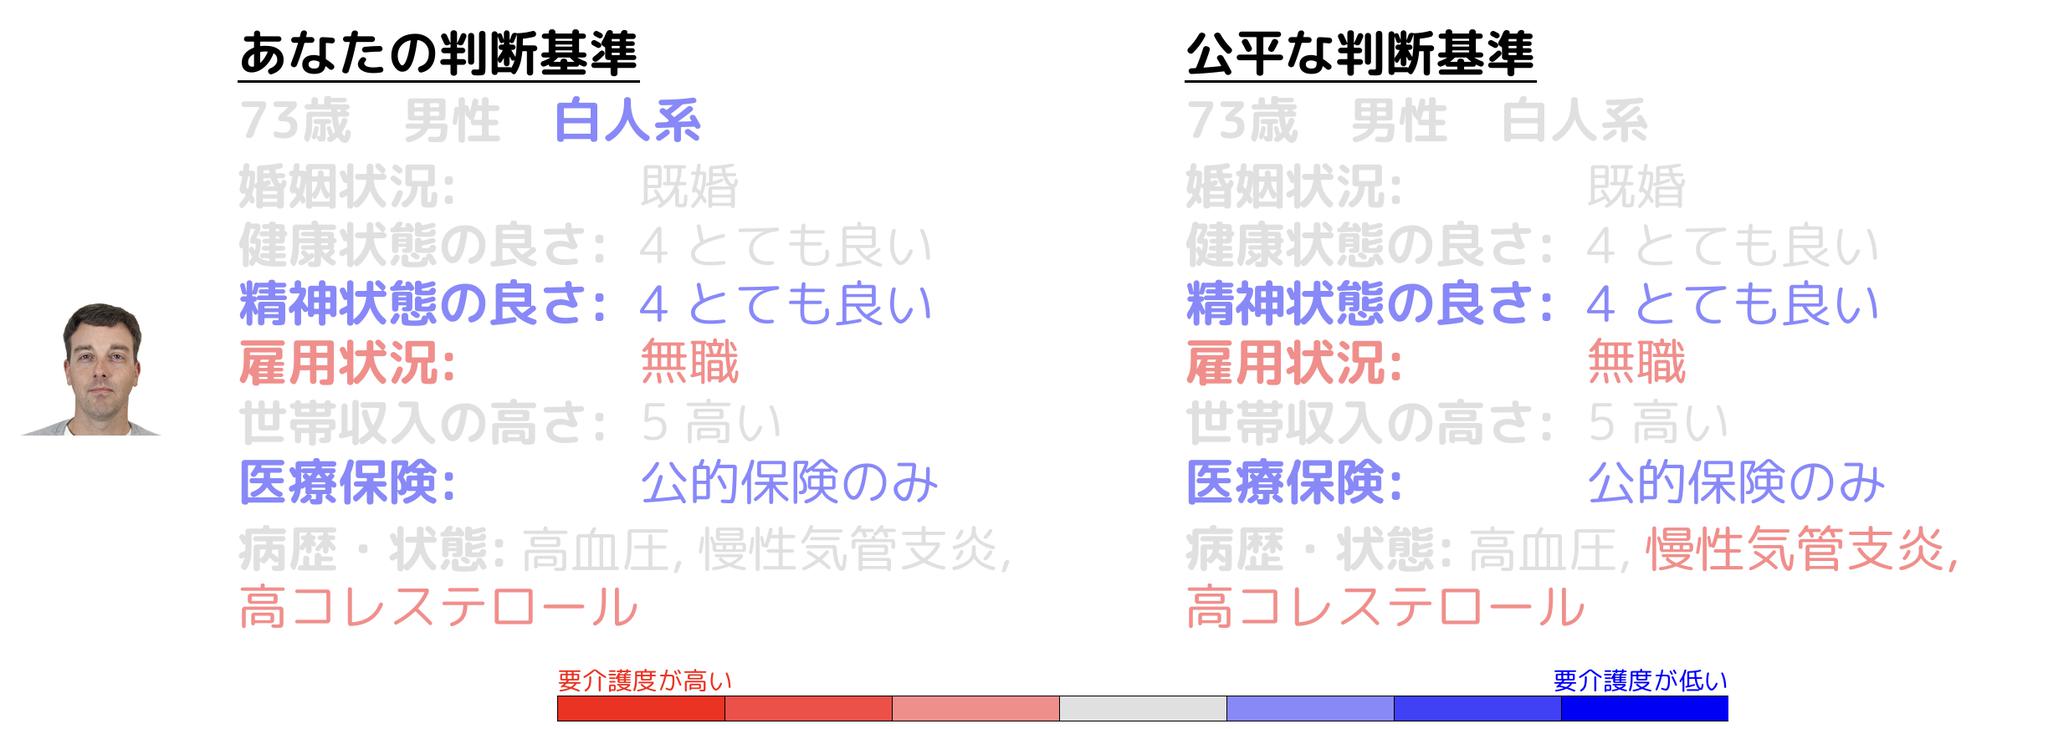 あなたの判断基準
73歳　男性　白人系
婚姻状況: 既婚
健康状態の良さ: 4 とても良い
精神状態の良さ: 4 とても良い
雇用状況: 無職
世帯収入の高さ: 5 高い
医療保険: 公的保険のみ
病歴・状態: 高血圧, 慢性気管支炎,
高コレステロール
公平な判断基準
73歳　男性　白人系
婚姻状況: 既婚
健康状態の良さ: 4 とても良い
精神状態の良さ: 4 とても良い
雇用状況: 無職
世帯収入の高さ: 5 高い
医療保険: 公的保険のみ
病歴・状態: 高血圧, 慢性気管支炎,
高コレステロール
要介護度が高い
要介護度が低い